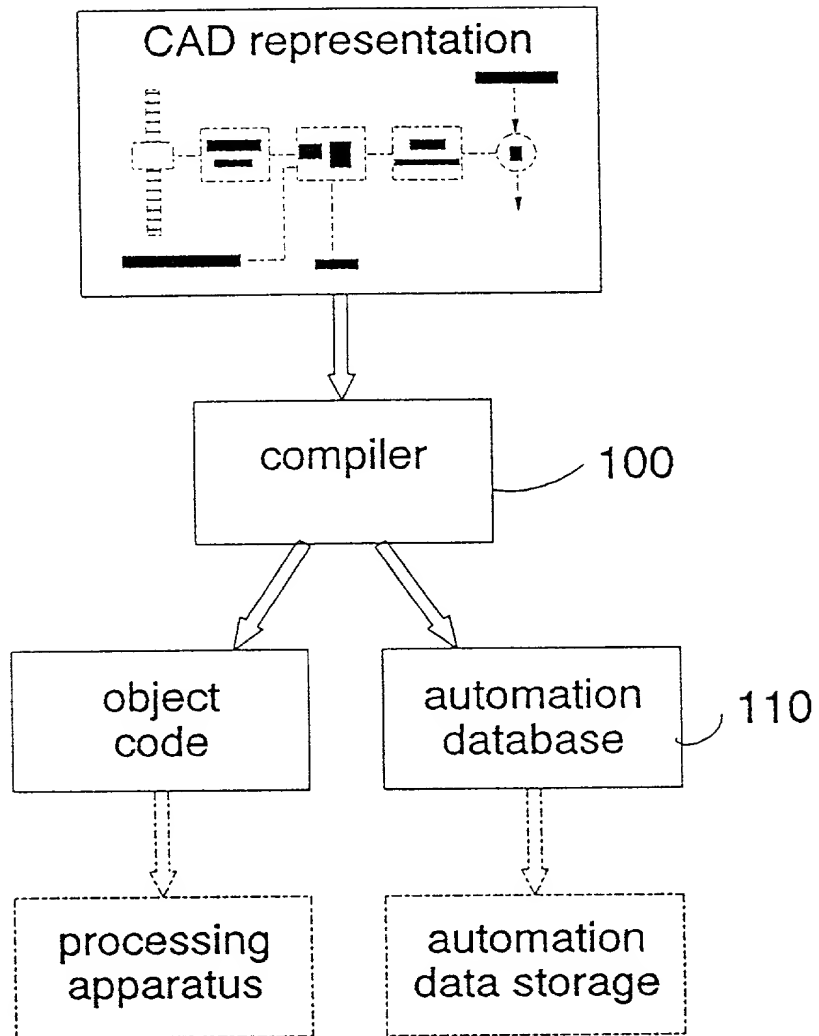 CAD representation
compiler
100
object
code
automation
database
110
processing
apparatus
automation
data storage